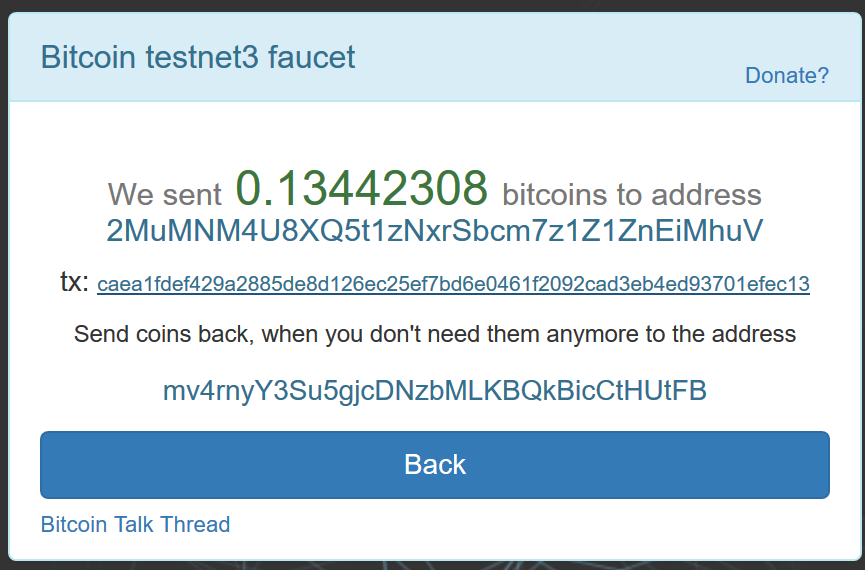 Bitcoin testnet3 faucet
Donate?
We sent 0.13442308 bitcoins to address
2MuMNM4U8XQ5t1zNxrSbcm7z1Z1ZnEiMhuV
tx: caea1fdef429a2885de8d126ec25ef7bd6e0461f2092cad3eb4ed93701efec13
Send coins back, when you don't need them anymore to the address
mv4rnyY3Su5gjcDNzbMLKBQkBicCtHUtFB
Back
Bitcoin Talk Thread